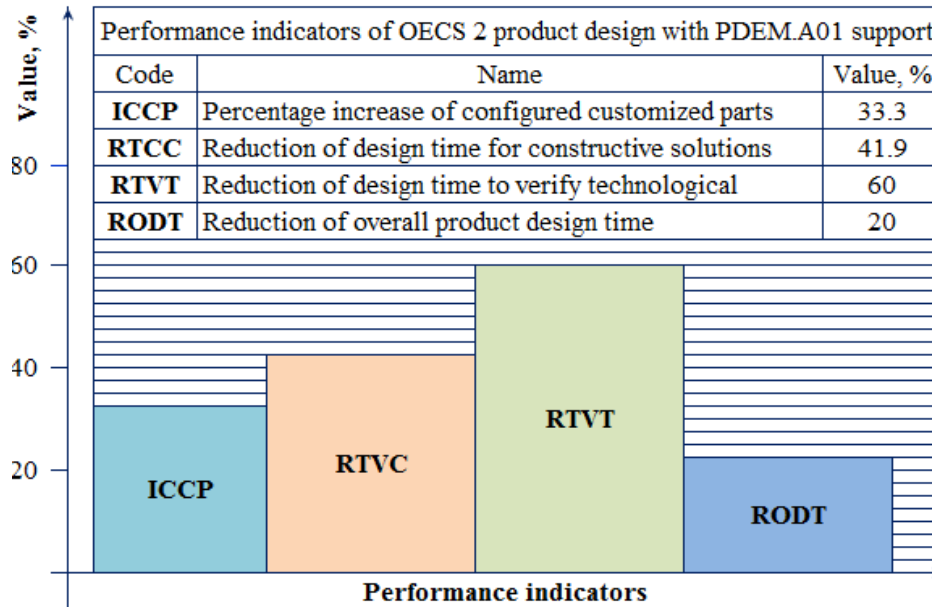 Value, %
Performance indicators of OECS 2 product design with PDEM.A01 support
Code Name Value, %
ICCP Percentage increase of configured customized parts 33.3
RTCC Reduction of design time for constructive solutions 41.9
RTVT Reduction of design time to verify technological 60
RODT Reduction of overall product design time 20
80
60
40
20
ICCP
RTVC
RTVT
RODT
Performance indicators